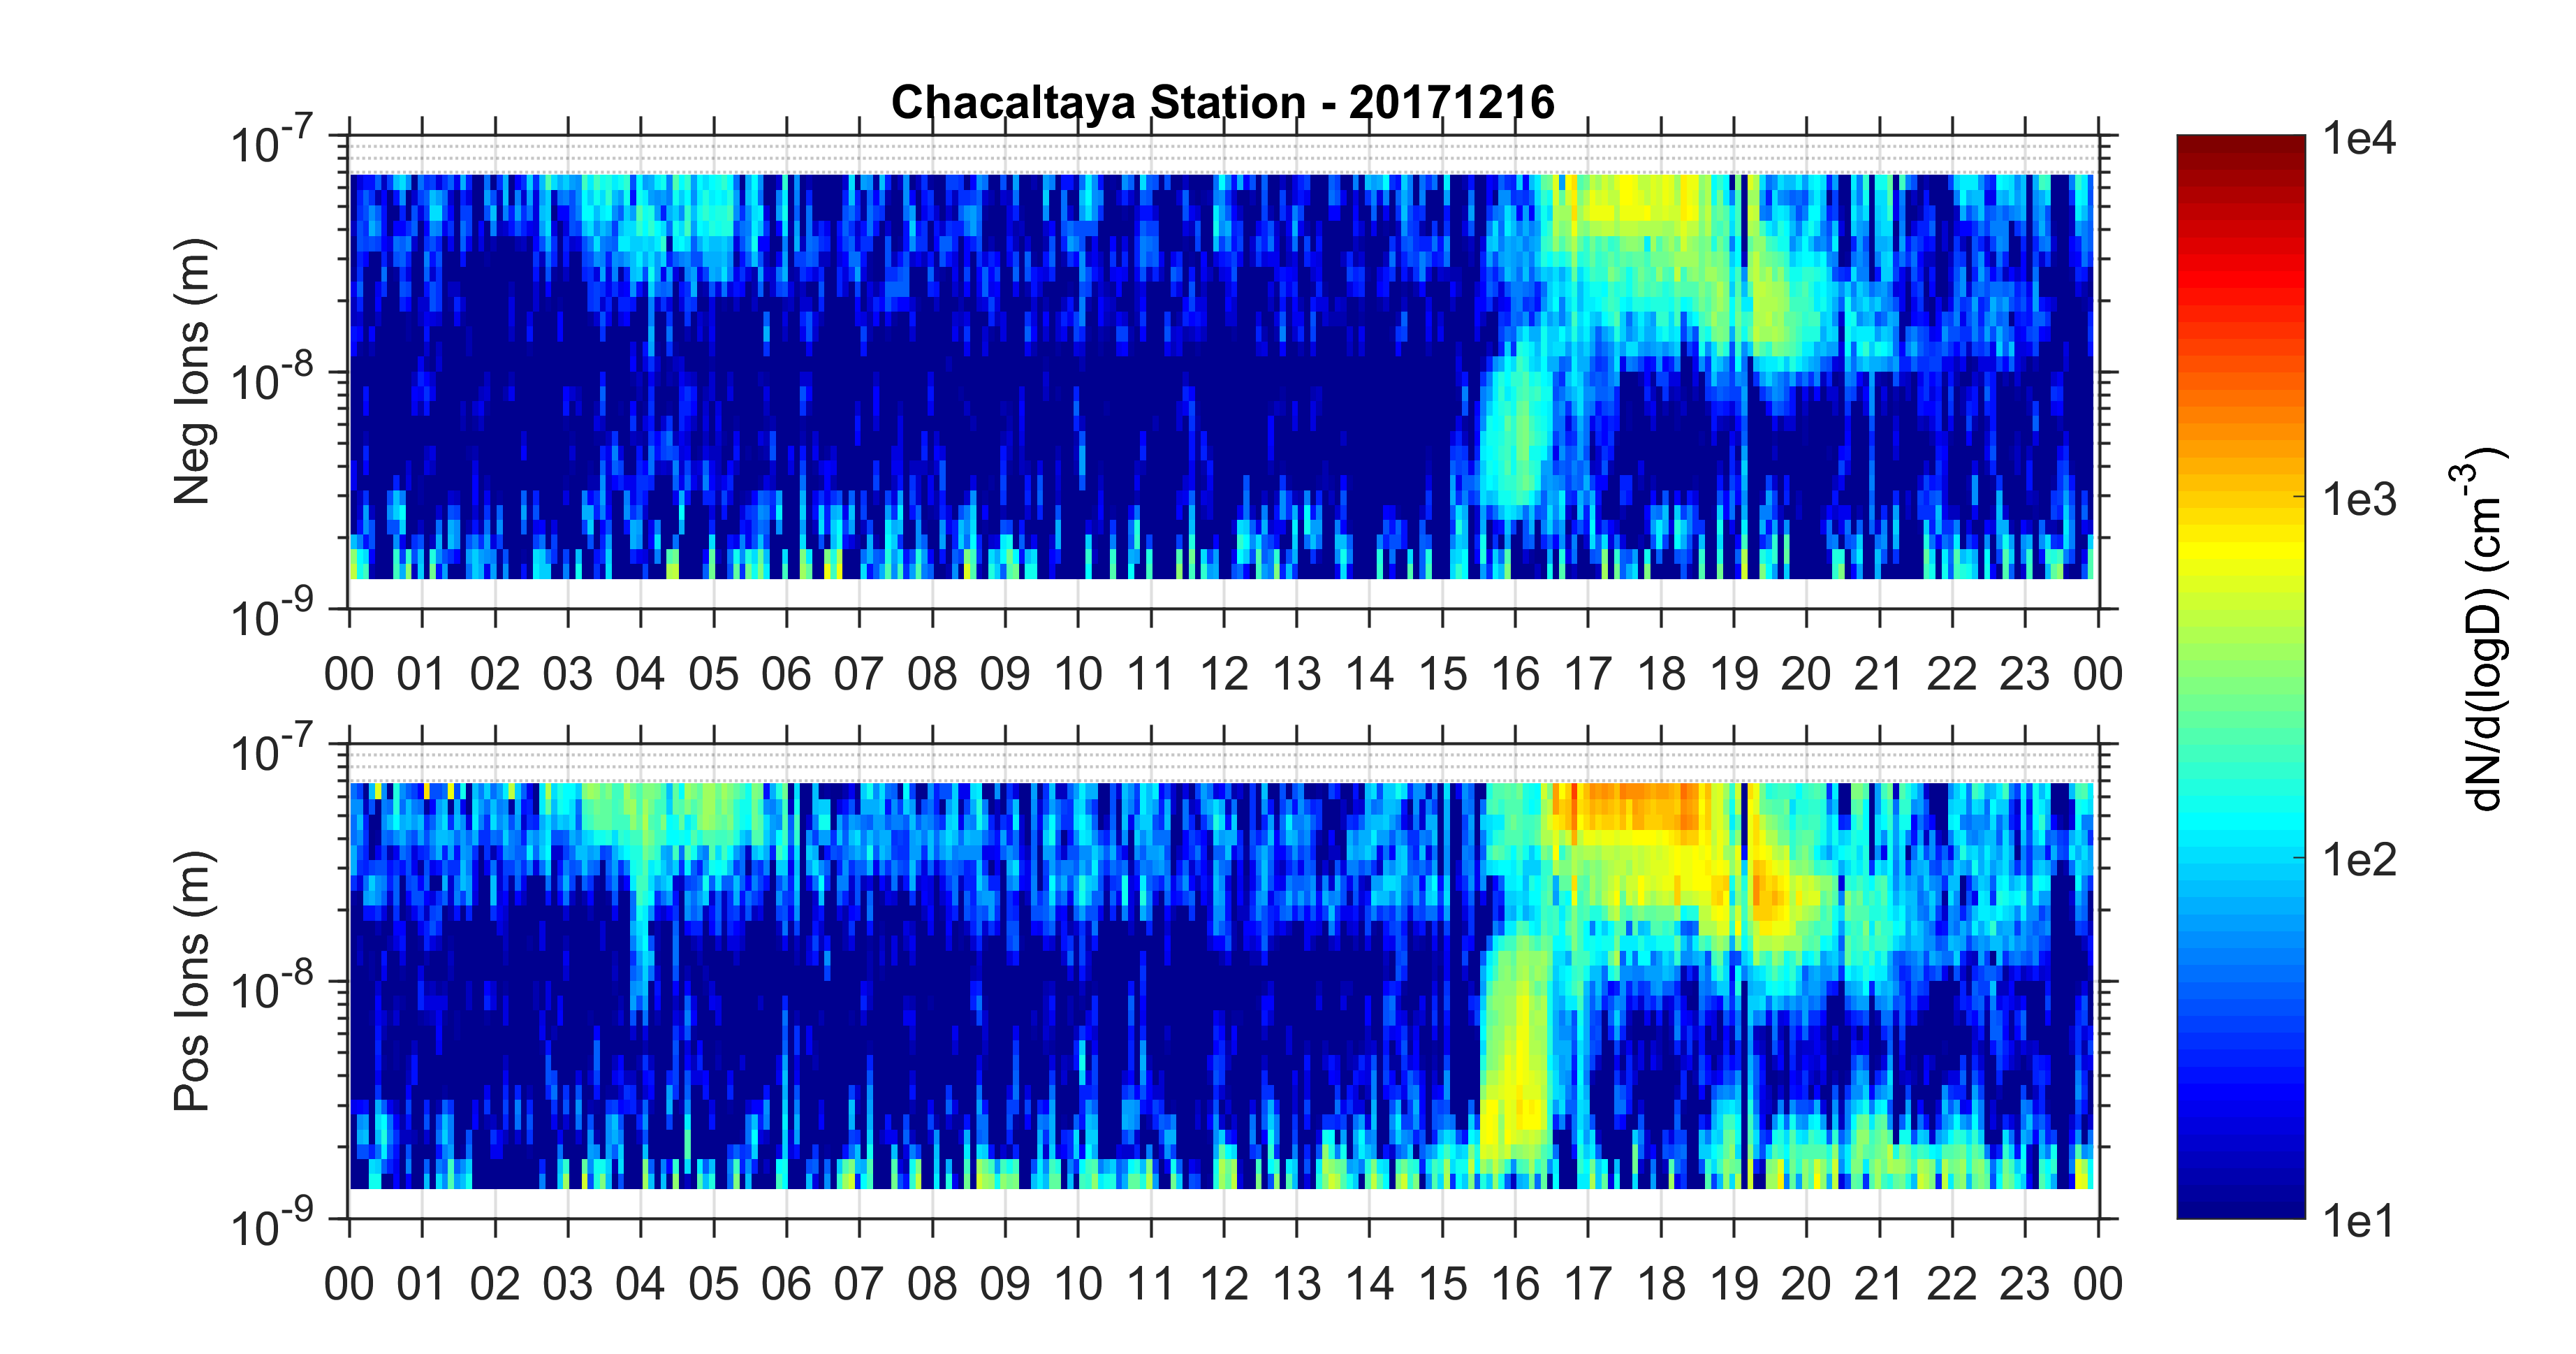 Chacaltaya Station - 20171216
10-7
10-8
10-9
Neg Ions (m)
00 01 02 03 04 05 06 07 08 09 10 11 12 13 14 15 16 17 18 19 20 21 22 23 00
10-7
10-8
10-9
Pos Ions (m)
00 01 02 03 04 05 06 07 08 09 10 11 12 13 14 15 16 17 18 19 20 21 22 23 00
1e4
1e3
1e2
1e1
dN/d(logD) (cm-3)